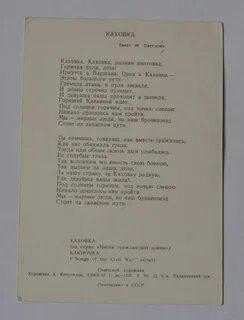 КАХОВКА
Текст М. Светлова
Каховка, Каховка, родная винтовка,
Горячая пуля, лети!
Иркутск и Варшава, Орел и Каховка —
Этапы большого пути.
Гремела атака, и пули звенели,
И ровно строчил пулемет...
И девушка наша проходит в шинели,
Горящей Каховкой идет...
Под солнцем горячим, под ночью слепою
Немало пришлось нам пройти.
Мы — мирные люди, но наш бронепоезд
Стоит на запасном пути!
Ты помнишь, товарищ, как вместе сражались,
Как нас обнимала гроза.
Тогда нам обоим сквозь дым улыбались
Ее голубые глаза.
Так вспомним же юность свою боевую,
Так выпьем за наши дела,
За нашу страну, за Каховку родную,
Где девушка наша жила!..
Под солнцем горячим, под ночью слепою
Немало пришлось нам пройти.
Мы — мирные люди, но наш бронепоезд
Стоит на запасном пути!
КАХОВКА
(из серии «Песни гражданской войны»)
KAKHOVKA
("Songs of the Civil War" series)
Советский художник
Отпечатано в СССР